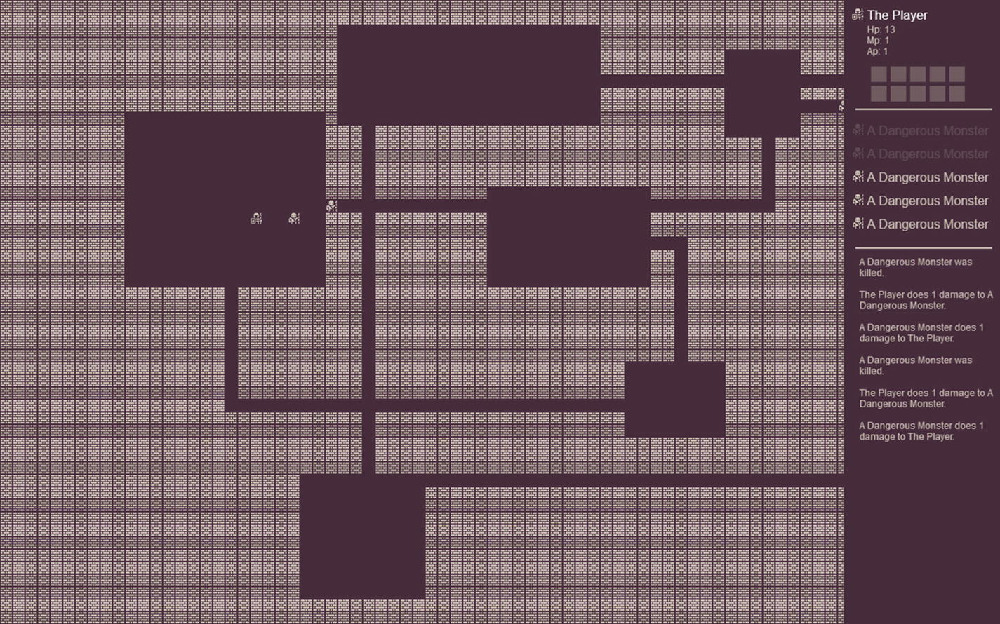 The Player
Hp: 13
Mp: 1
Ap: 1
A Dangerous Monster
A Dangerous Monster
A Dangerous Monster
A Dangerous Monster
A Dangerous Monster
A Dangerous Monster was
killed.
The Player does 1 damage to A
Dangerous Monster.
A Dangerous Monster does 1
damage to The Player.
A Dangerous Monster was
killed.
The Player does 1 damage to A
Dangerous Monster.
A Dangerous Monster does 1
damage to The Player.